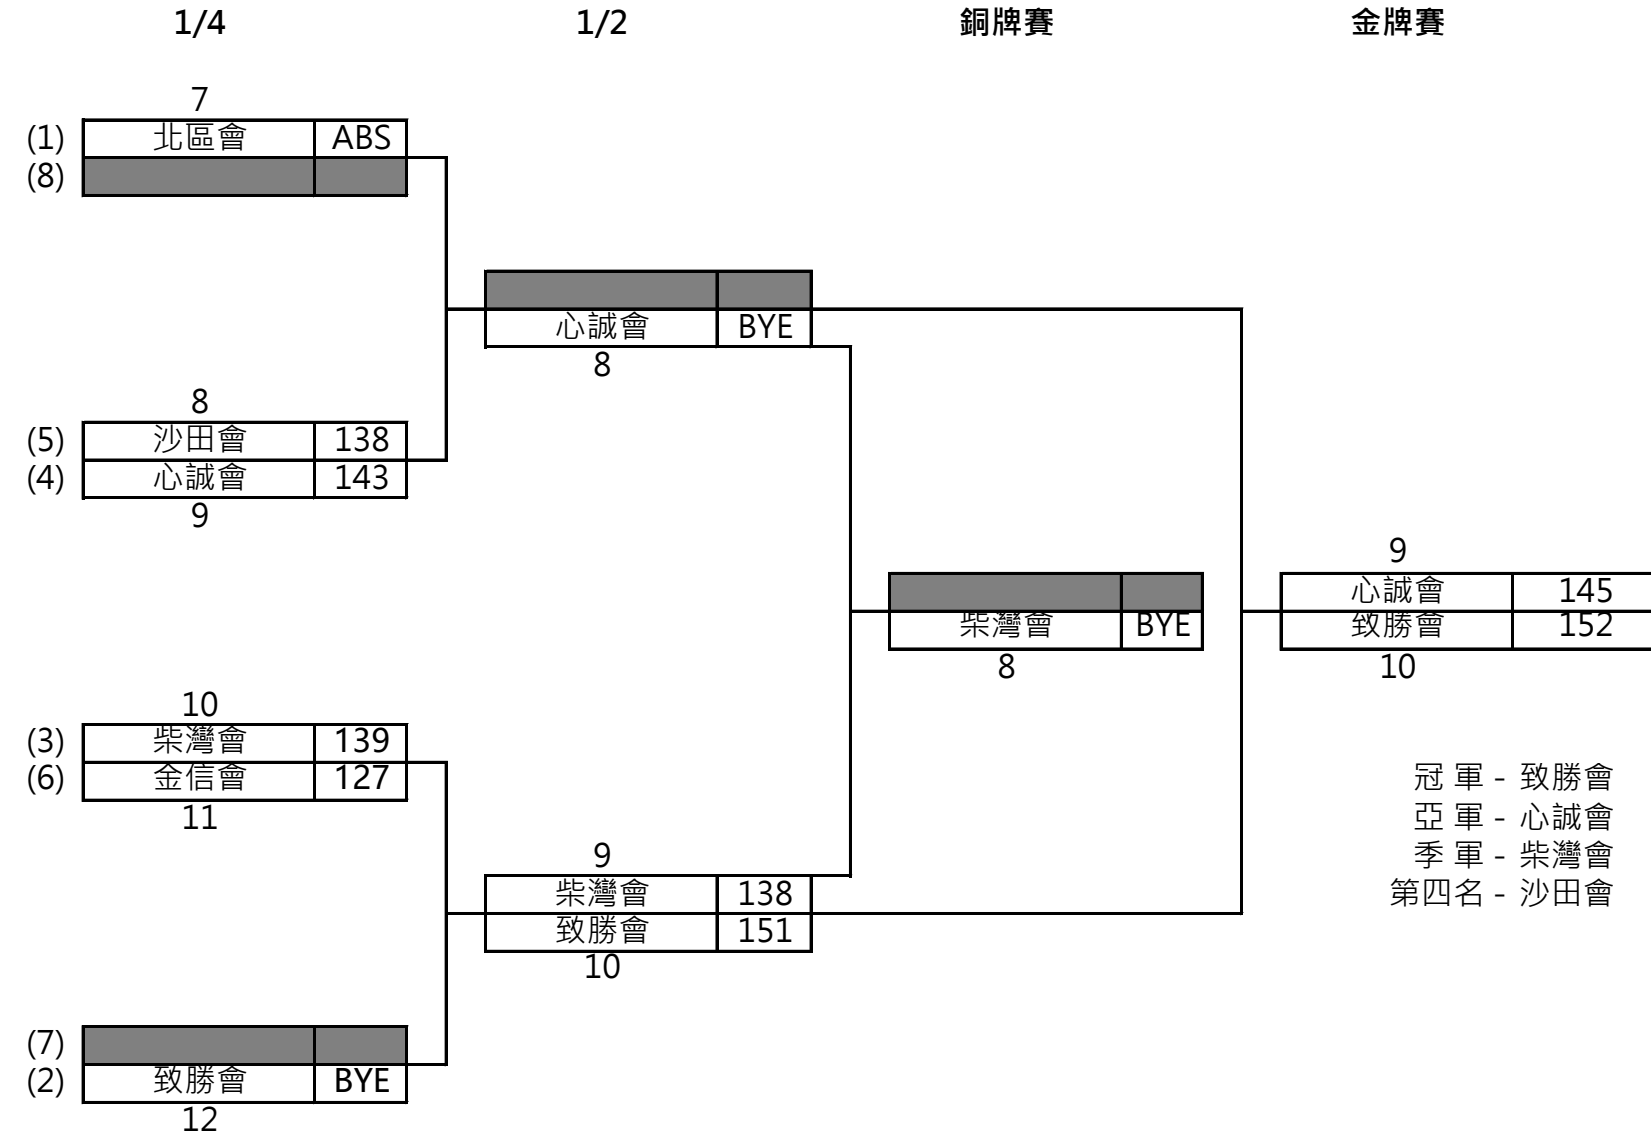 1/4 1/2 銅牌賽 金牌賽
7
(1) 北區會 ABS
(8)
心誠會 BYE
8
8
(5) 沙田會 138
(4) 心誠會 143
9
9
心誠會 145
柴灣會 BYE 致勝會 152
8 10
10
(3) 柴灣會 139
(6) 金信會 127
11
冠 軍 - 致勝會
亞 軍 - 心誠會
季 軍 - 柴灣會
第四名 - 沙田會
9
柴灣會 138
致勝會 151
10
(7)
(2) 致勝會 BYE
12